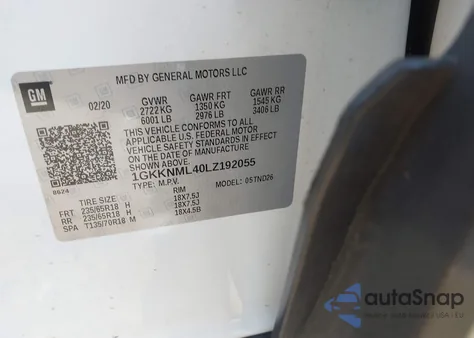 GM
MFD BY GENERAL MOTORS LLC
02/20
GVWR GAWR FRT GAWR RR
2722 KG 1350 KG 1545 KG
6001 LB 2976 LB 3406 LB
THIS VEHICLE CONFORMS TO ALL
APPLICABLE U.S. FEDERAL MOTOR
VEHICLE SAFETY STANDARDS IN
EFFECT ON THE DATE OF MANUFACTURE
SHOWN ABOVE.
1GKKNML40LZ192055
TYPE: M.P.V. MODEL: 05TND26
8624
TIRE SIZE RIM
FRT 235/65R18 H 18X7.5J
RR 235/65R18 H 18X7.5J
SPA T135/70R18 M 18X4.5B
autoSnap